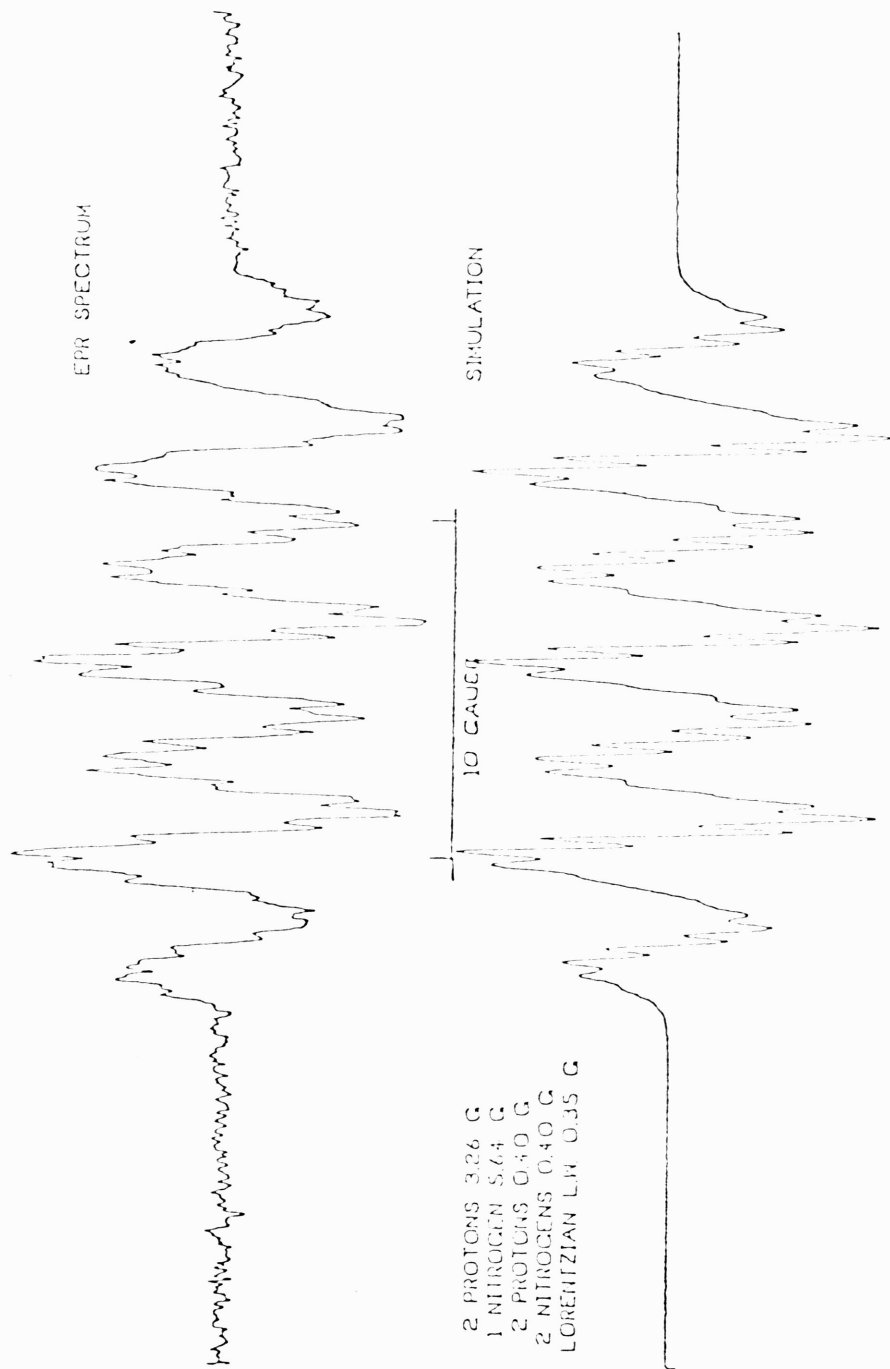 EPR SPECTRUM
SIMULATION
10 GAUSS
2 PROTONS 3.26 G
1 NITROGEN 5.64 G
2 PROTONS 0.40 G
2 NITROGENS 0.40 G
LORENTZIAN L.W. 0.35 G